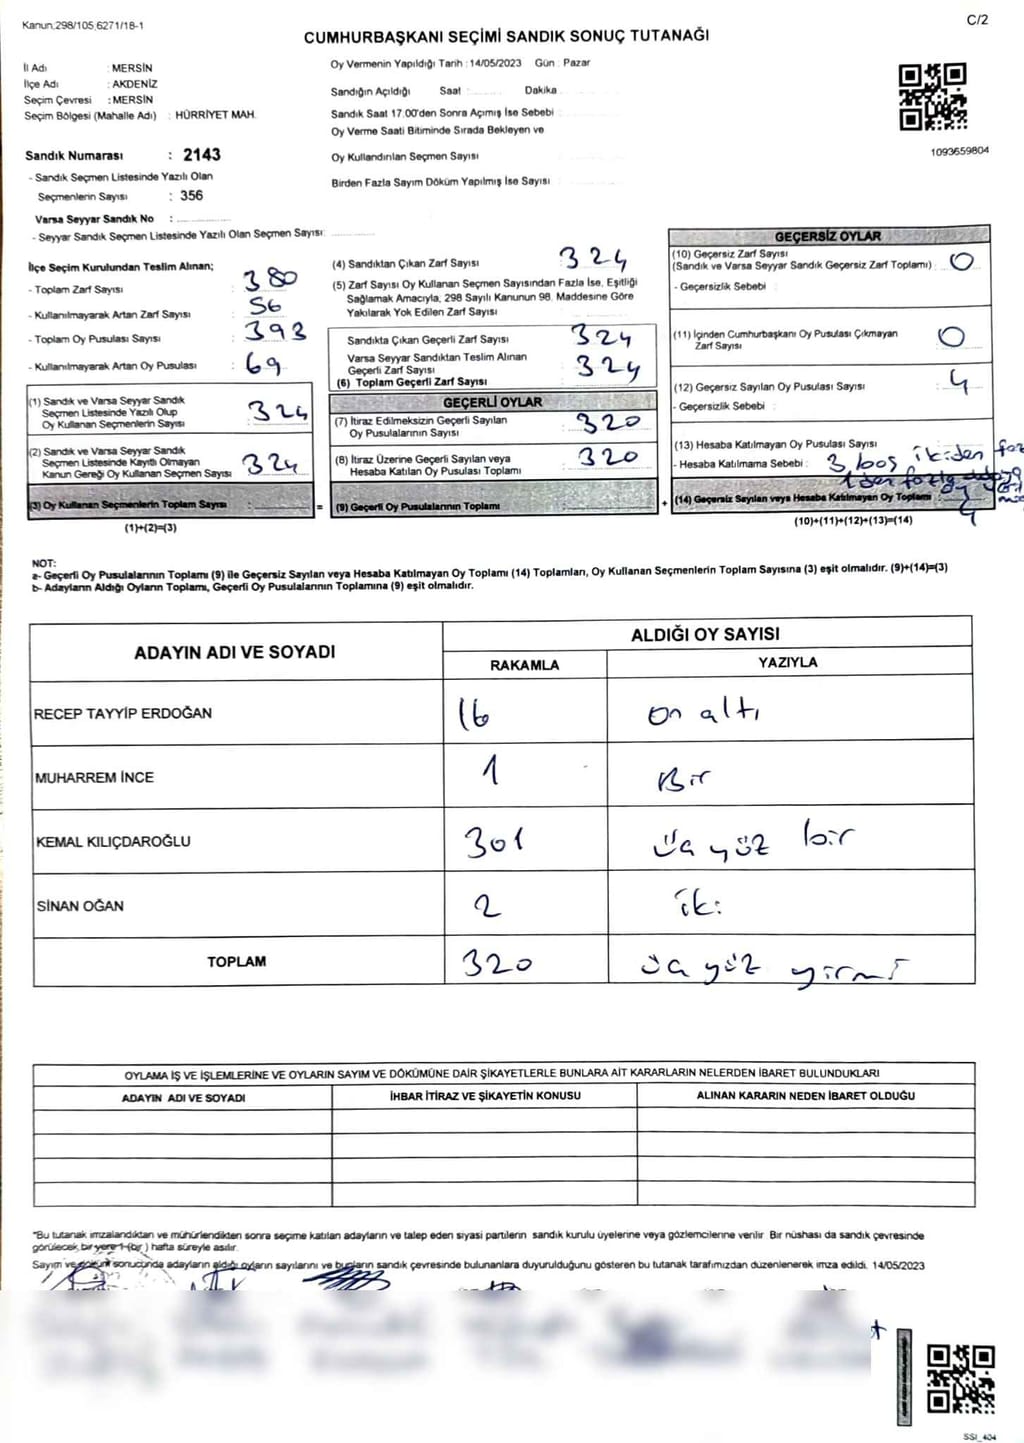 Kanun;298/105,6271/18-1
C/2
CUMHURBAŞKANI SEÇİMİ SANDIK SONUÇ TUTANAĞI
İl Adı : MERSİN
İlçe Adı : AKDENİZ
Seçim Çevresi : MERSİN
Seçim Bölgesi (Mahalle Adı) : HÜRRİYET MAH.
Sandık Numarası : 2143
- Sandık Seçmen Listesinde Yazılı Olan
Seçmenlerin Sayısı : 356
Varsa Seyyar Sandık No :
- Seyyar Sandık Seçmen Listesinde Yazılı Olan Seçmen Sayısı:
Oy Vermenin Yapıldığı Tarih : 14/05/2023 Gün : Pazar
Sandığın Açıldığı Saat : Dakika
Sandık Saat 17.00'den Sonra Açımış İse Sebebi :
Oy Verme Saati Bitiminde Sırada Bekleyen ve
Oy Kullandırılan Seçmen Sayısı
Birden Fazla Sayım Döküm Yapılmış İse Sayısı :
1093659804
İlçe Seçim Kurulundan Teslim Alınan;
- Toplam Zarf Sayısı : 380
- Kullanılmayarak Artan Zarf Sayısı : 56
- Toplam Oy Pusulası Sayısı : 393
- Kullanılmayarak Artan Oy Pusulası : 69
(1) Sandık ve Varsa Seyyar Sandık
Seçmen Listesinde Yazılı Olup
Oy Kullanan Seçmenlerin Sayısı : 324
(2) Sandık ve Varsa Seyyar Sandık
Seçmen Listesinde Kayıtlı Olmayan
Kanun Gereği Oy Kullanan Seçmen Sayısı : 324
(3) Oy Kullanan Seçmenlerin Toplam Sayısı :
(1)+(2)=(3)
(4) Sandıktan Çıkan Zarf Sayısı : 324
(5) Zarf Sayısı Oy Kullanan Seçmen Sayısından Fazla İse, Eşitliği
Sağlamak Amacıyla, 298 Sayılı Kanunun 98. Maddesine Göre
Yakılarak Yok Edilen Zarf Sayısı :
Sandıkta Çıkan Geçerli Zarf Sayısı : 324
Varsa Seyyar Sandıktan Teslim Alınan
Geçerli Zarf Sayısı : 324
(6) Toplam Geçerli Zarf Sayısı
GEÇERLİ OYLAR
(7) İtiraz Edilmeksizin Geçerli Sayılan
Oy Pusulalarının Sayısı : 320
(8) İtiraz Üzerine Geçerli Sayılan veya
Hesaba Katılan Oy Pusulası Toplamı : 320
= (9) Geçerli Oy Pusulalarının Toplamı :
GEÇERSİZ OYLAR
(10) Geçersiz Zarf Sayısı
(Sandık ve Varsa Seyyar Sandık Geçersiz Zarf Toplamı) : 0
- Geçersizlik Sebebi :
(11) İçinden Cumhurbaşkanı Oy Pusulası Çıkmayan
Zarf Sayısı : 0
(12) Geçersiz Sayılan Oy Pusulası Sayısı : 4
- Geçersizlik Sebebi :
(13) Hesaba Katılmayan Oy Pusulası Sayısı
- Hesaba Katılmama Sebebi : 3 boş ikiden faz
1 den fazla
+ (14) Geçersiz Sayılan veya Hesaba Katılmayan Oy Toplamı : 4
(10)+(11)+(12)+(13)=(14)
NOT:
a- Geçerli Oy Pusulalarının Toplamı (9) ile Geçersiz Sayılan veya Hesaba Katılmayan Oy Toplamı (14) Toplamları, Oy Kullanan Seçmenlerin Toplam Sayısına (3) eşit olmalıdır. (9)+(14)=(3)
b- Adayların Aldığı Oyların Toplamı, Geçerli Oy Pusulalarının Toplamına (9) eşit olmalıdır.
ADAYIN ADI VE SOYADI ALDIĞI OY SAYISI
RAKAMLA YAZIYLA
RECEP TAYYİP ERDOĞAN 16 on altı
MUHARREM İNCE 1 Bir
KEMAL KILIÇDAROĞLU 301 üç yüz bir
SİNAN OĞAN 2 iki
TOPLAM 320 üç yüz yirmi
OYLAMA İŞ VE İŞLEMLERİNE VE OYLARIN SAYIM VE DÖKÜMÜNE DAİR ŞİKAYETLERLE BUNLARA AİT KARARLARIN NELERDEN İBARET BULUNDUKLARI
ADAYIN ADI VE SOYADI İHBAR İTİRAZ VE ŞİKAYETİN KONUSU ALINAN KARARIN NEDEN İBARET OLDUĞU
"Bu tutanak imzalandıktan ve mühürlendikten sonra seçime katılan adayların ve talep eden siyasi partilerin sandık kurulu üyelerine veya gözlemcilerine verilir. Bir nüshası da sandık çevresinde
görülecek bir yere 1 (bir) hafta süreyle asılır.
Sayım ve döküm sonucunda adayların aldığı oyların sayılarını ve bunların sandık çevresinde bulunanlara duyurulduğunu gösteren bu tutanak tarafımızdan düzenlenerek imza edildi. 14/05/2023
SSI_404